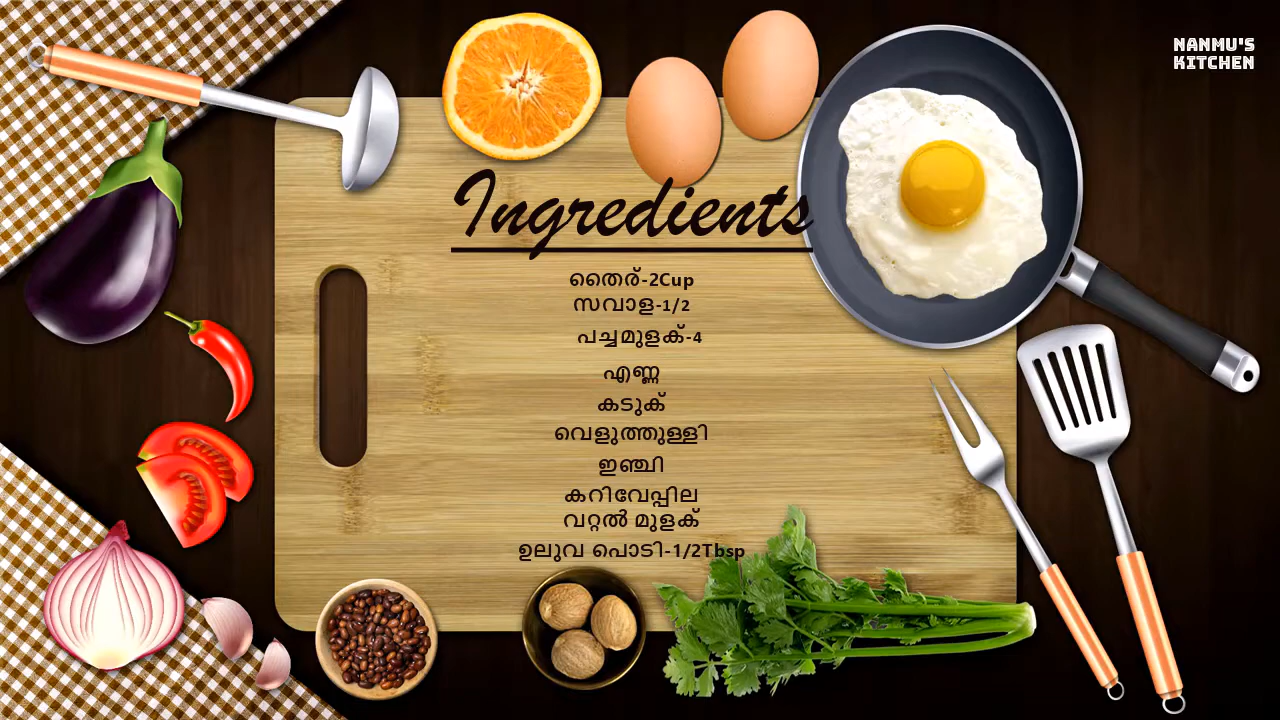 NANMU'S
KITCHEN
Ingredients
തൈര്-2Cup
സവാള-1/2
പച്ചമുളക്-4
എണ്ണ
കടുക്
വെളുത്തുള്ളി
ഇഞ്ചി
കറിവേപ്പില
വറ്റൽ മുളക്
ഉലുവ പൊടി-1/2Tbsp